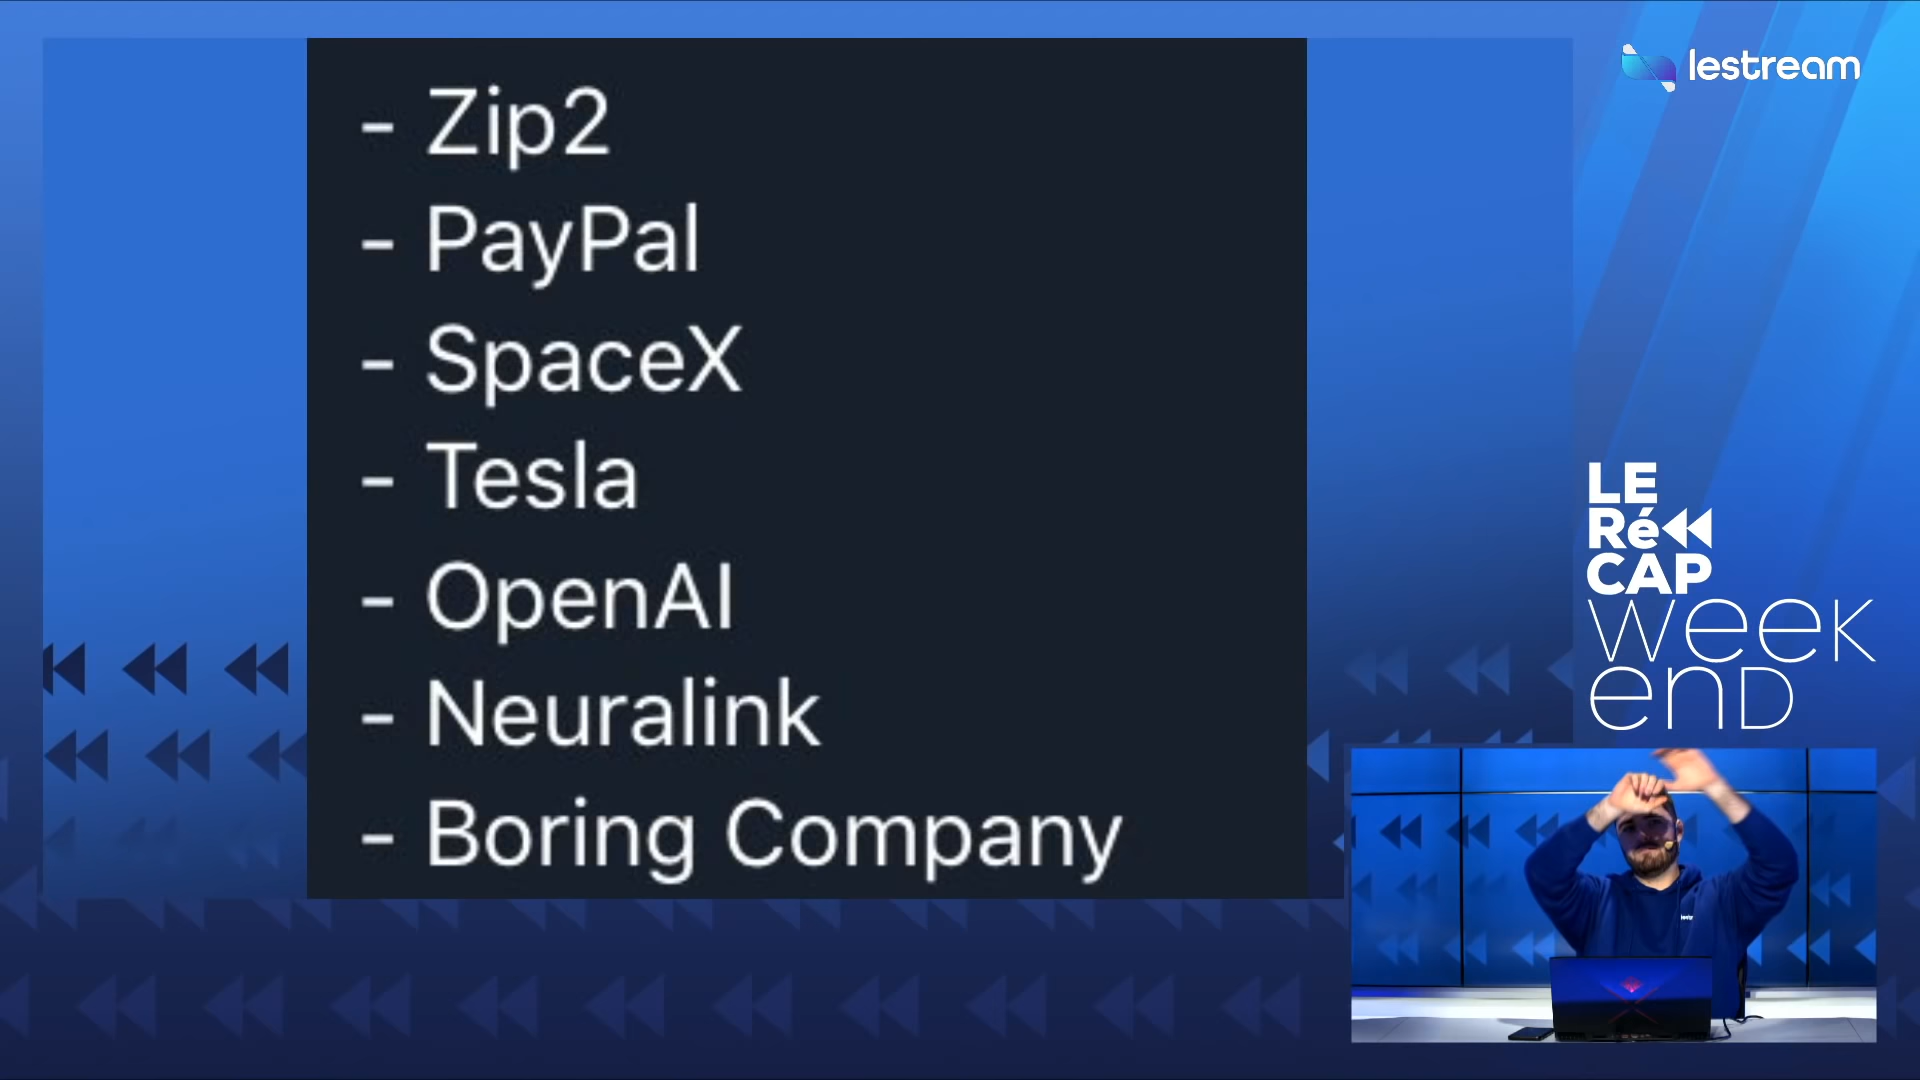 - Zip2
- PayPal
- SpaceX
- Tesla
- OpenAI
- Neuralink
- Boring Company
lestream
LE
Ré
CAP
week
end